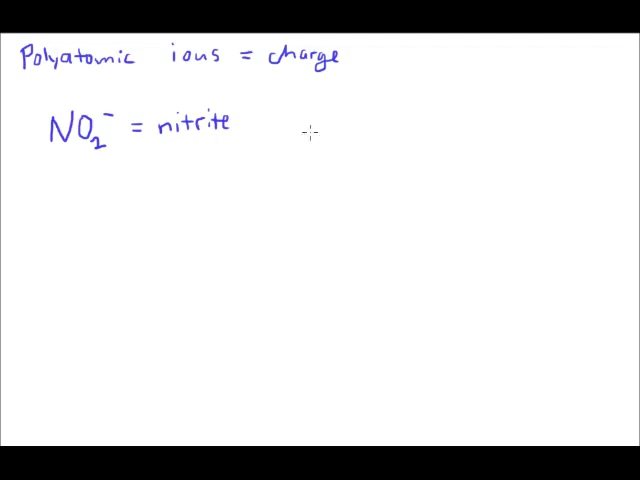 Polyatomic ions = charge
NO₂⁻ = nitrite